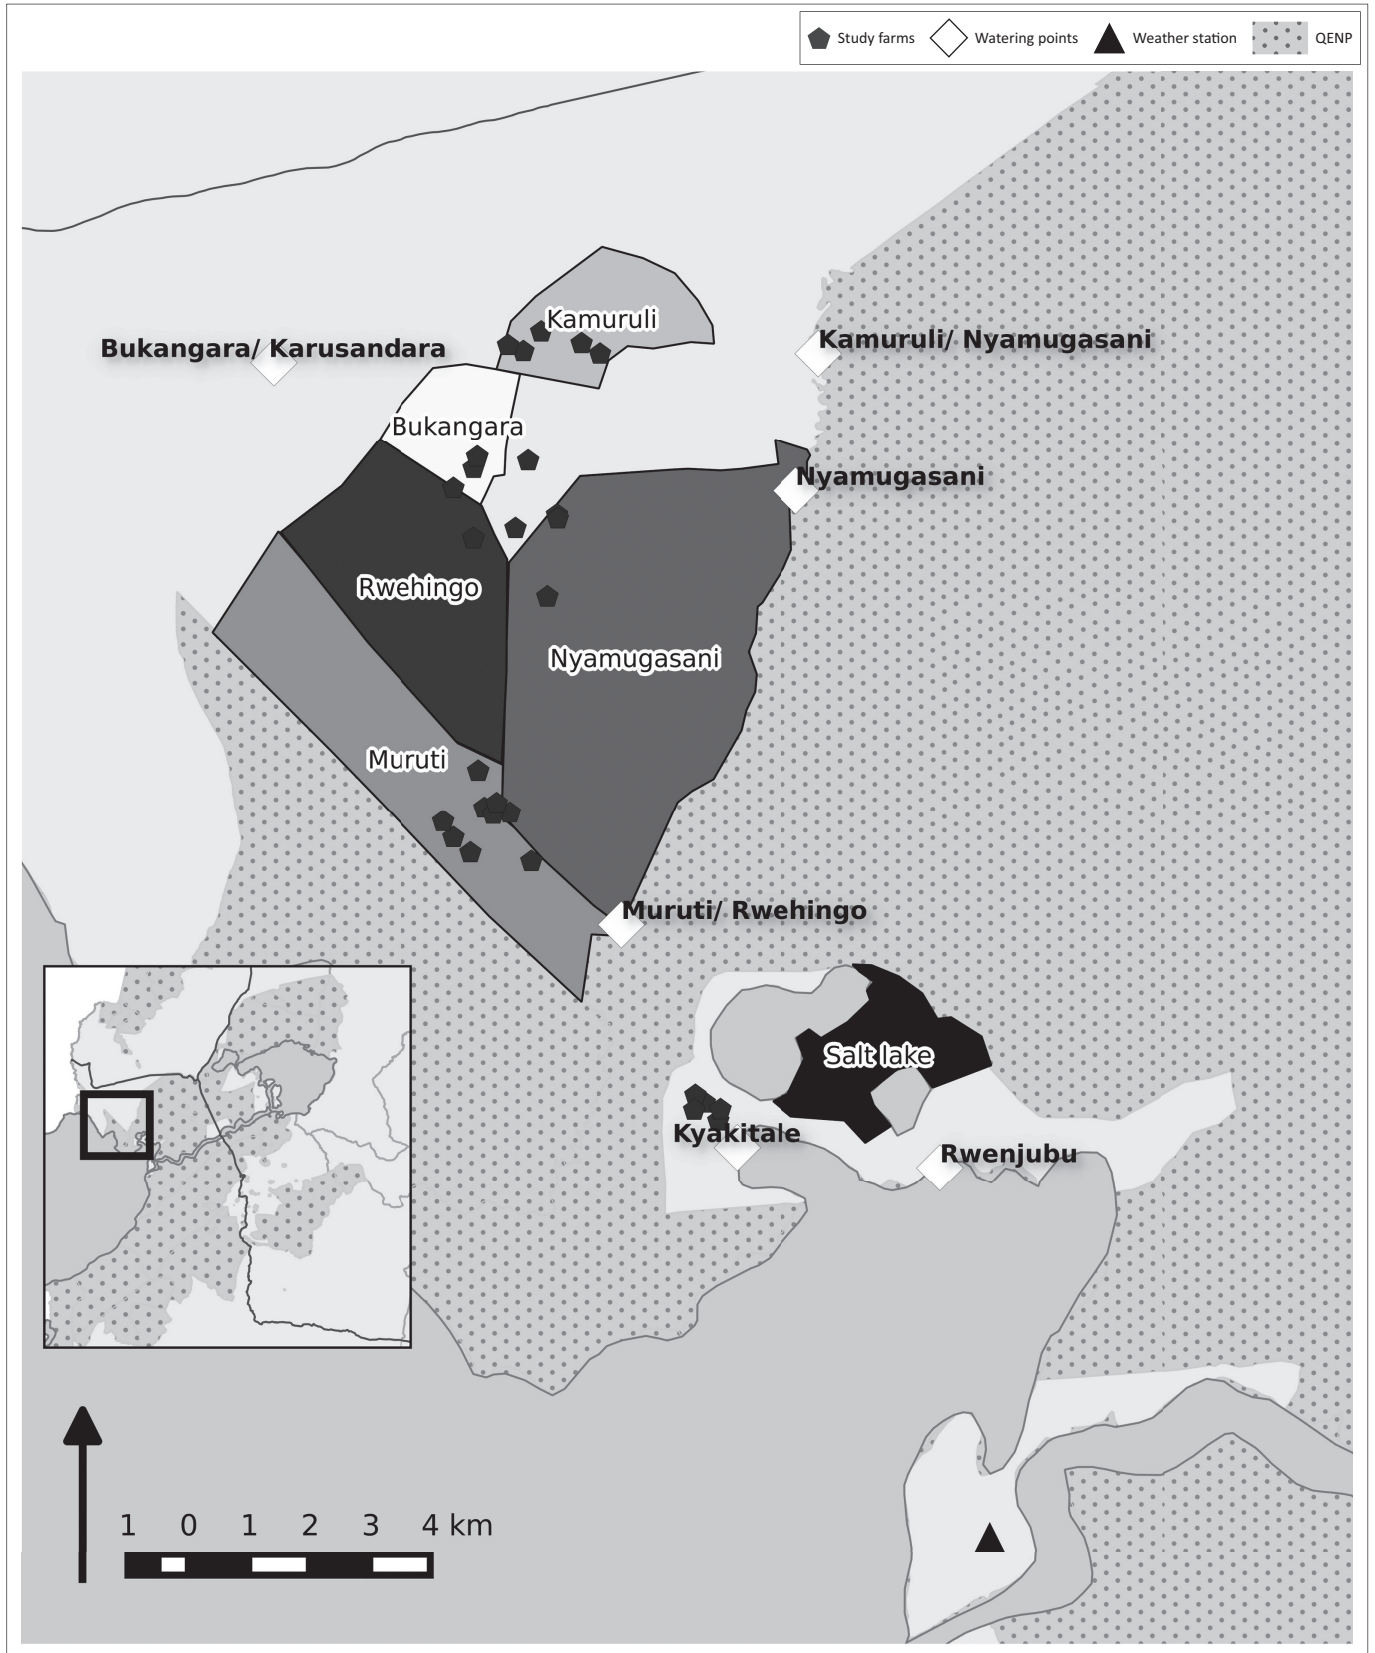 Study farms Watering points Weather station QENP
Kamuruli
Bukangara/ Karusandara
Kamuruli/ Nyamugasani
Bukangara
Nyamugasani
Rwehingo
Nyamugasani
Muruti
Muruti/ Rwehingo
Salt lake
Kyakitale
Rwenjubu
1 0 1 2 3 4 km